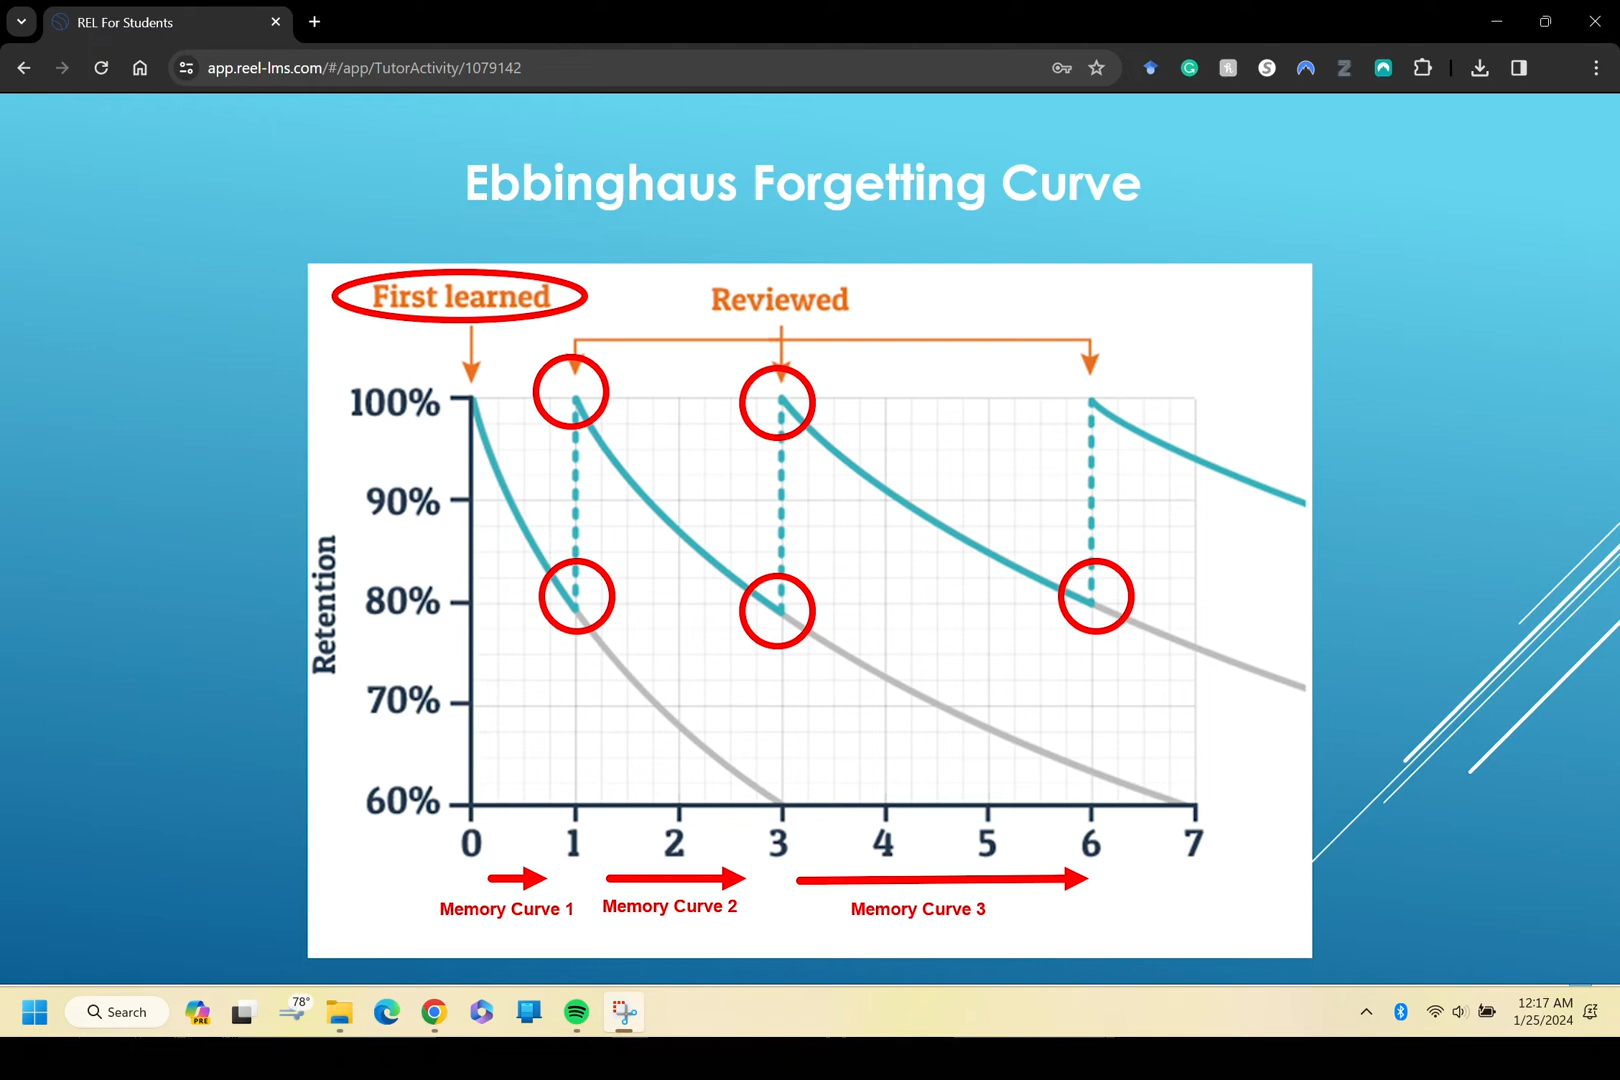 REL For Students
app.reel-lms.com/#/app/TutorActivity/1079142
Ebbinghaus Forgetting Curve
First learned
Reviewed
100%
90%
80%
70%
60%
Retention
0 1 2 3 4 5 6 7
Memory Curve 1 Memory Curve 2 Memory Curve 3
Search
PRE
78°
12:17 AM
1/25/2024